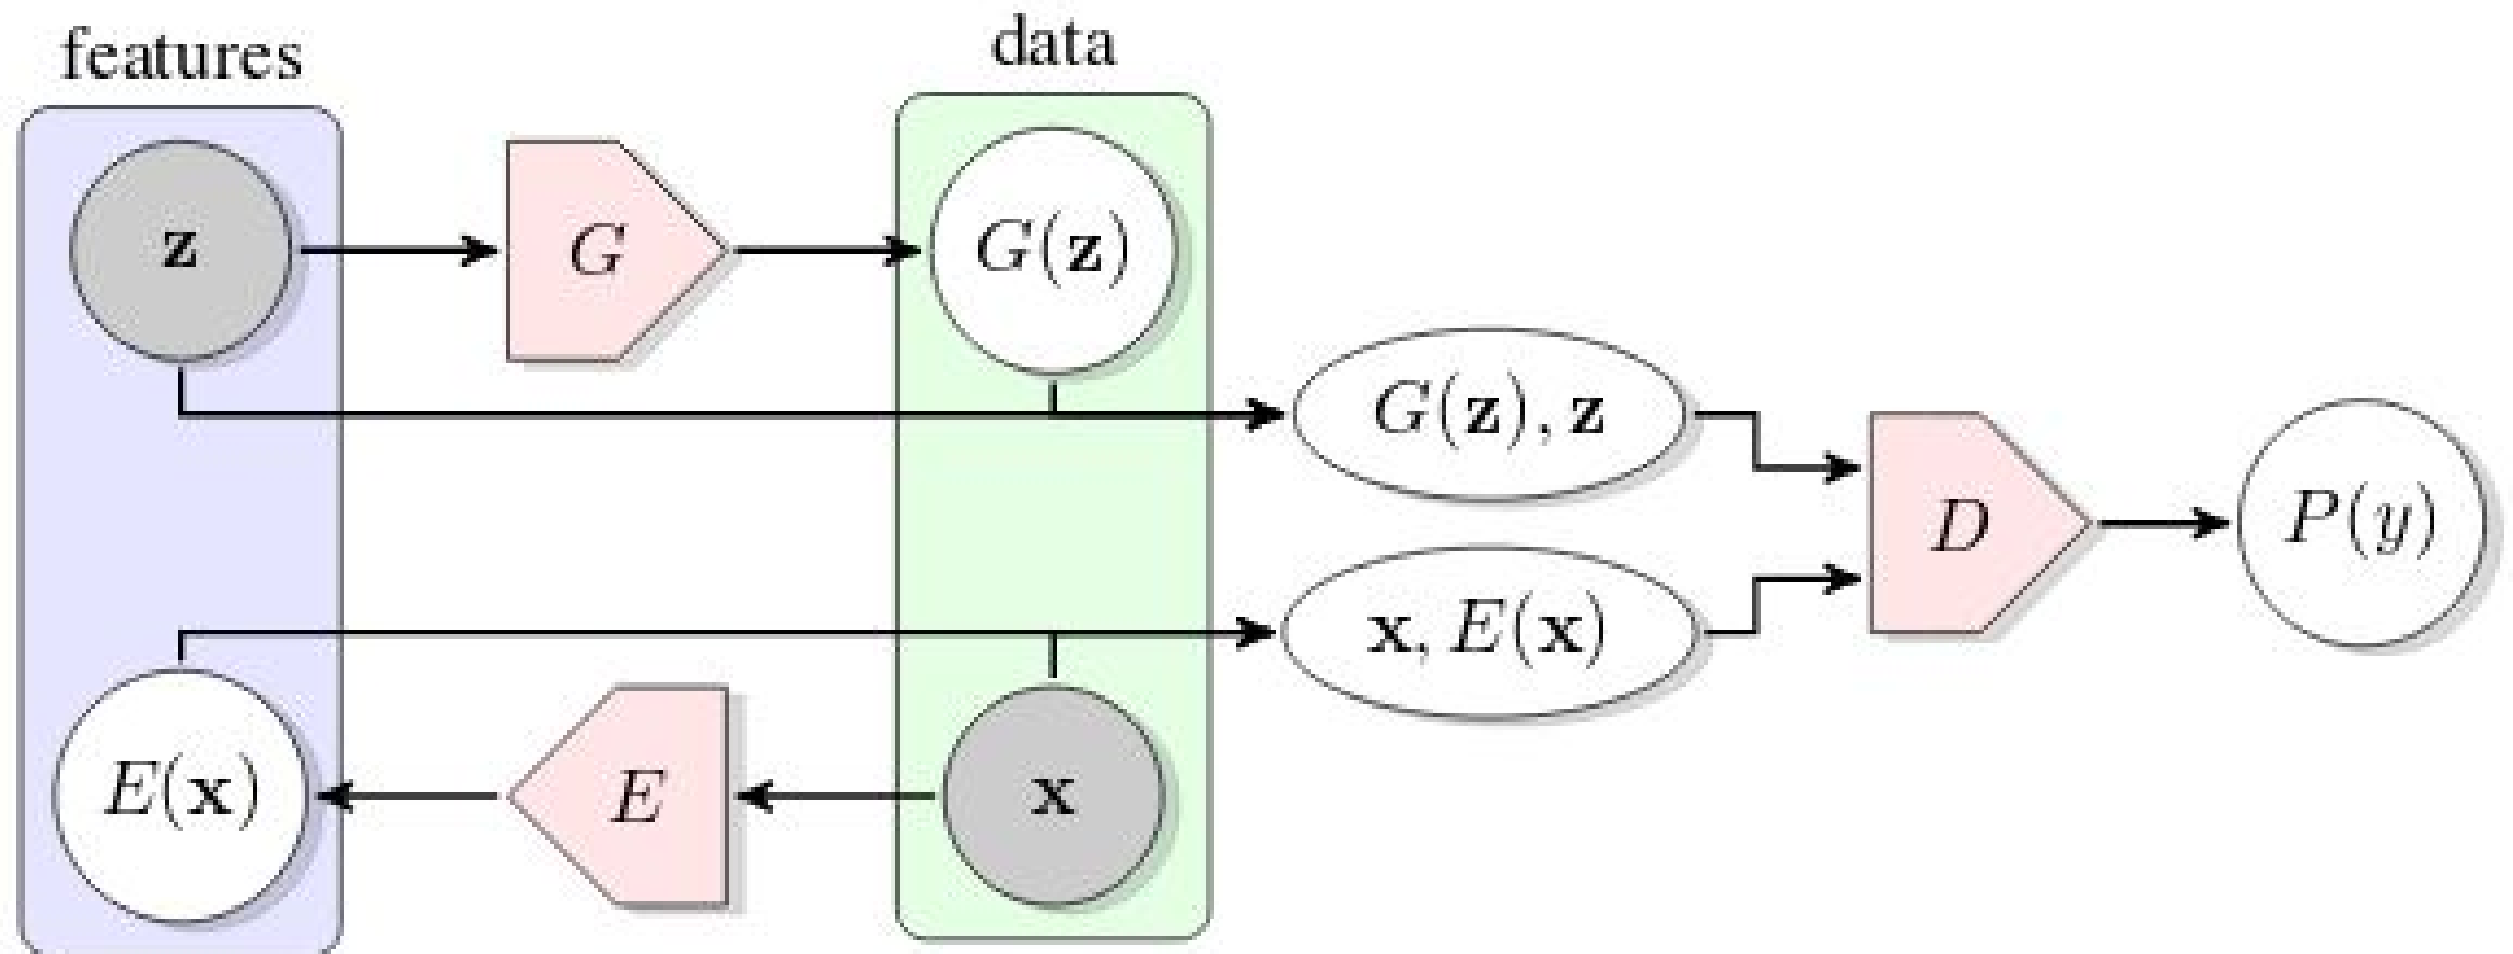 features
data
z
G
G(z)
G(z), z
D
P(y)
x, E(x)
E(x)
E
x